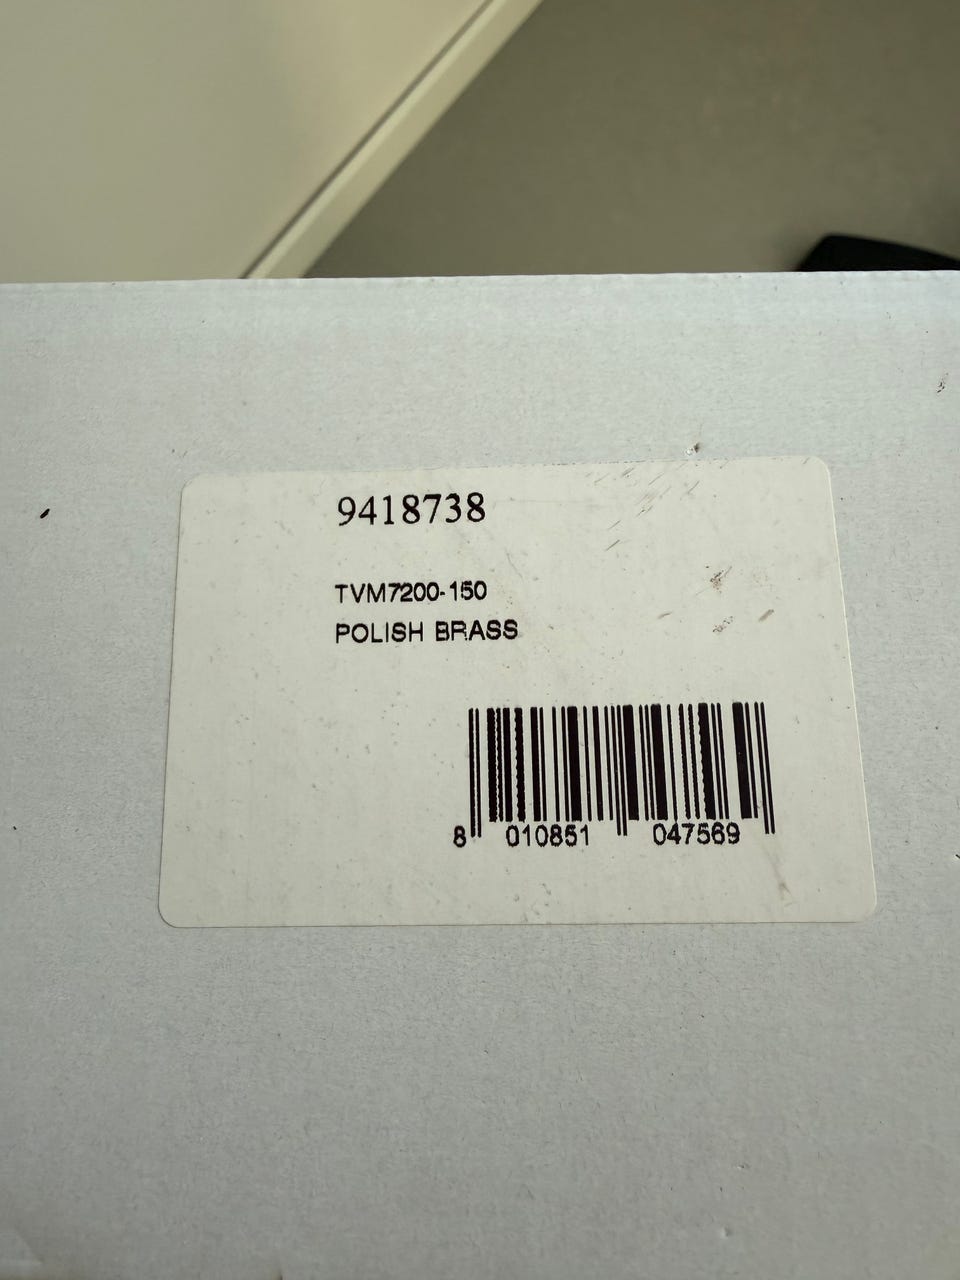 9418738
TVM7200-150
POLISH BRASS
8 010851 047569